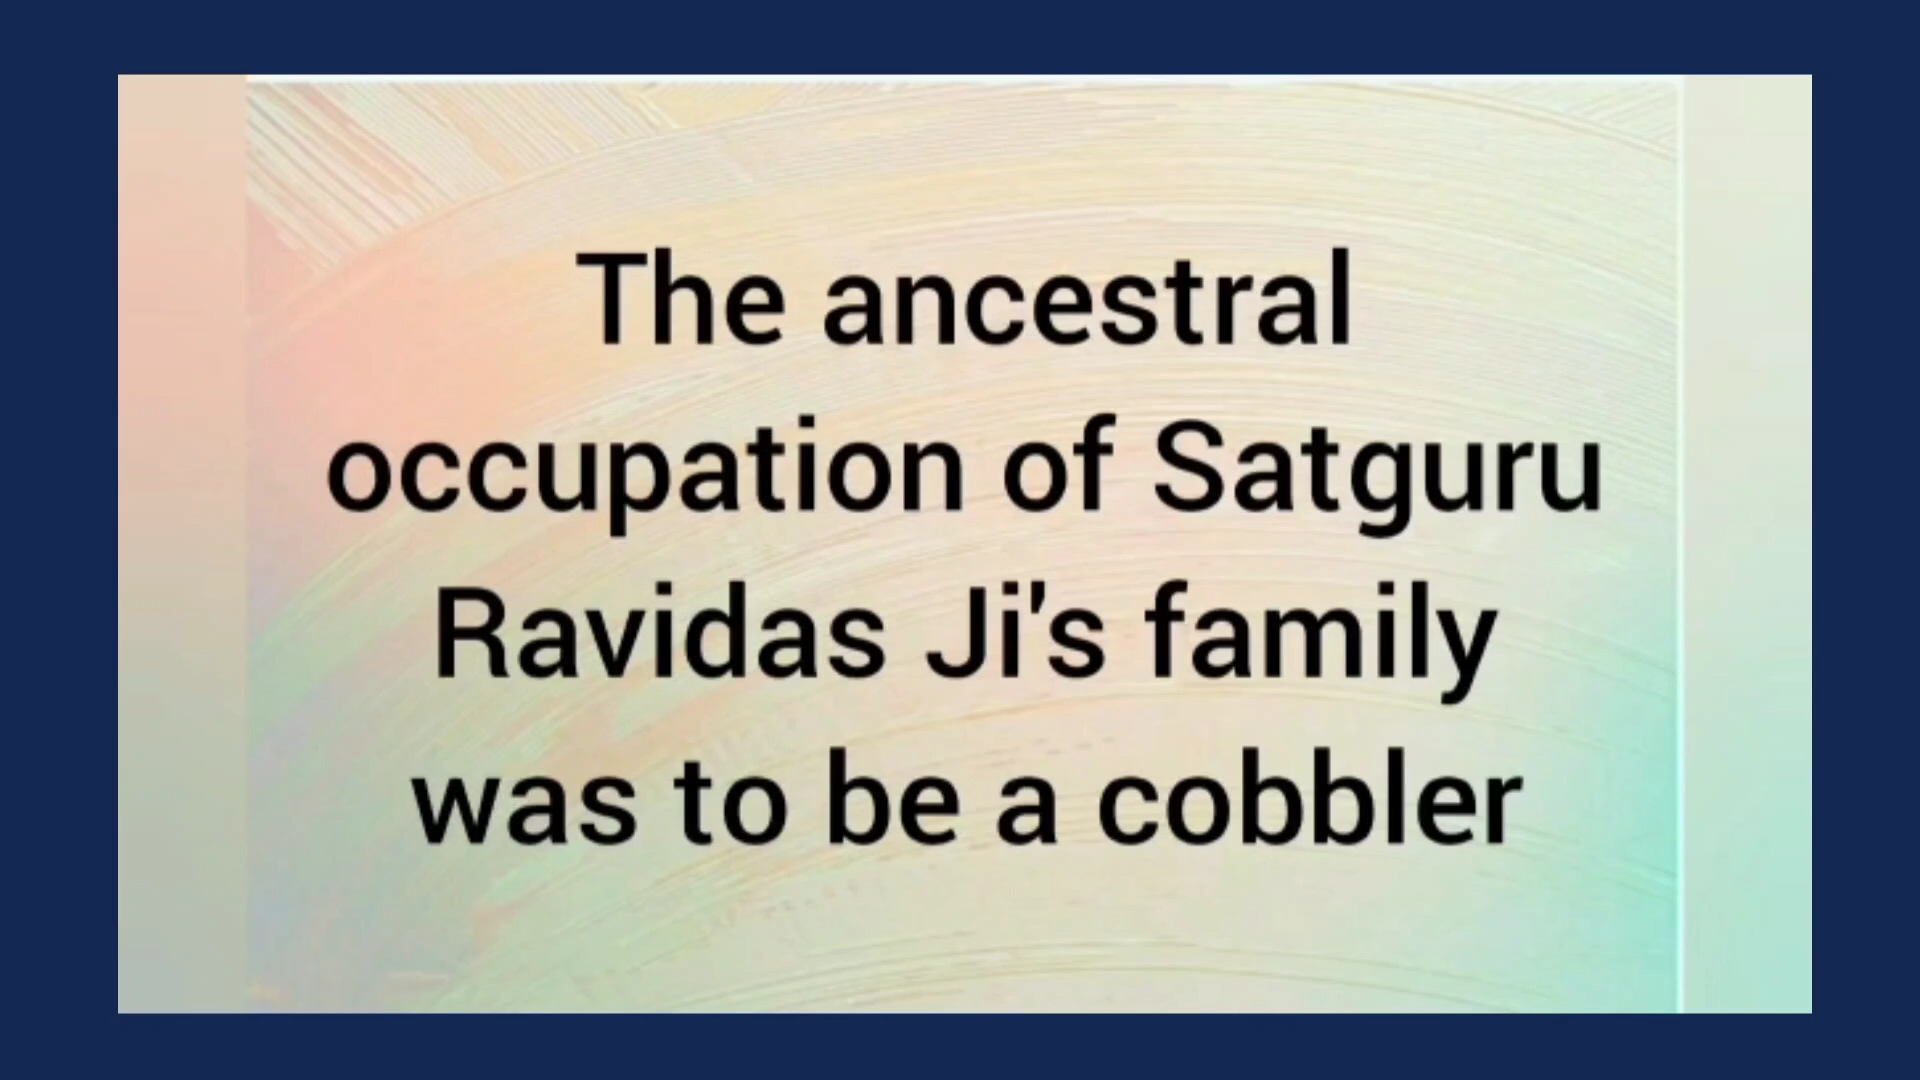 The ancestral
occupation of Satguru
Ravidas Ji's family
was to be a cobbler